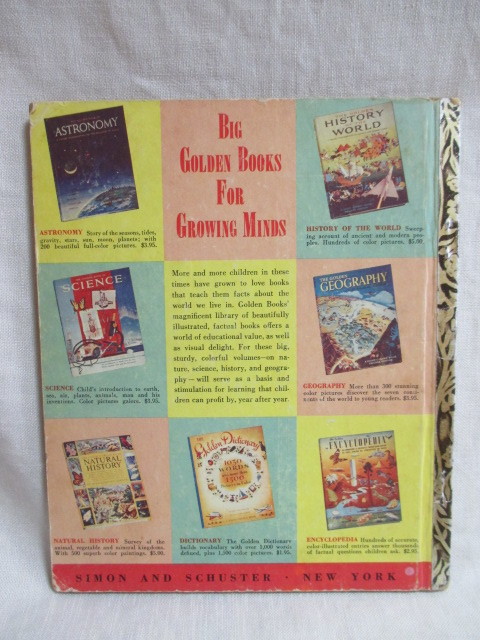 BIG
GOLDEN BOOKS
FOR
GROWING MINDS
ASTRONOMY
ASTRONOMY Story of the seasons, tides,
gravity, stars, sun, moon, planets; with
200 beautiful full-color pictures. $3.95.
HISTORY
WORLD
HISTORY OF THE WORLD Sweep-
ing account of ancient and modern peo-
ples. Hundreds of color pictures. $5.00
SCIENCE
SCIENCE Child's introduction to earth,
sea, air, plants, animals, man and his
inventions. Color pictures galore. $3.95.
More and more children in these
times have grown to love books
that teach them facts about the
world we live in. Golden Books'
magnificent library of beautifully
illustrated, factual books offers a
world of educational value, as well
as visual delight. For these big,
sturdy, colorful volumes—on na-
ture, science, history, and geogra-
phy — will serve as a basis and
stimulation for learning that chil-
dren can profit by, year after year.
THE GOLDEN
GEOGRAPHY
GEOGRAPHY More than 300 stunning
color pictures discover the seven con-
tinents of the world to young readers. $3.95.
NATURAL
HISTORY
NATURAL HISTORY Survey of the
animal, vegetable and natural kingdoms.
With 500 superb color paintings. $5.00.
Golden Dictionary
1030
WORDS
1500
DICTIONARY The Golden Dictionary
builds vocabulary with over 1,000 words
defined, plus 1,500 color pictures. $1.95.
ENCYCLOPEDIA
ENCYCLOPEDIA Hundreds of accurate,
color-illustrated entries answer thousands
of factual questions children ask. $2.95
SIMON AND SCHUSTER · NEW YORK